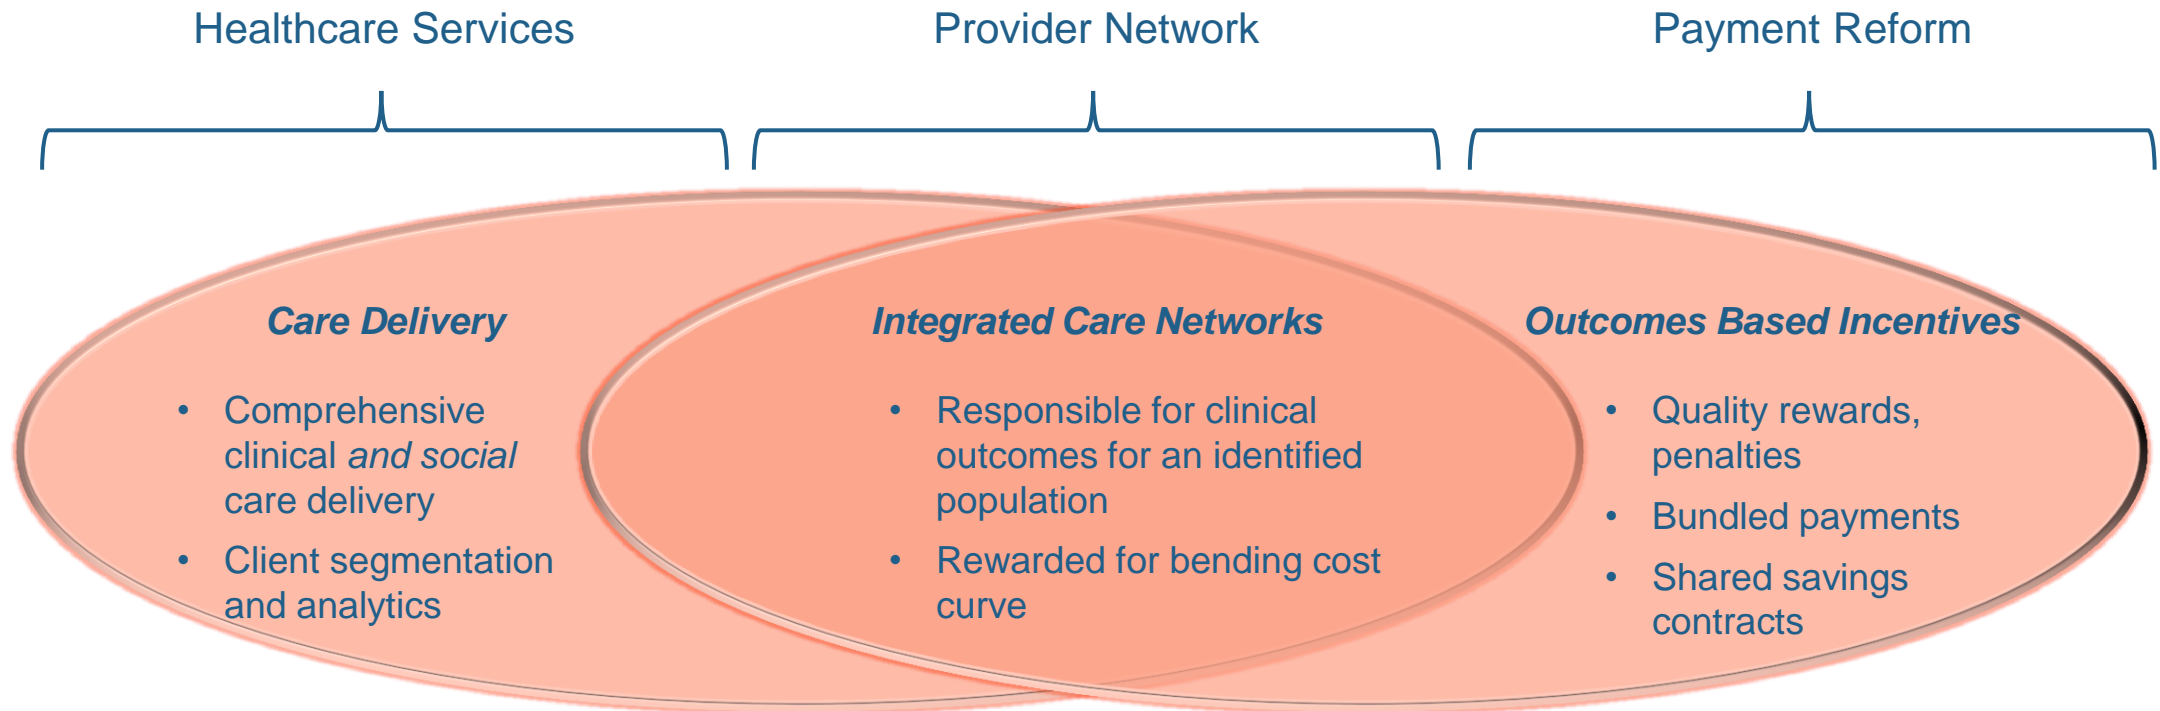 Healthcare Services
Provider Network
Payment Reform
Care Delivery
• Comprehensive
clinical and social
care delivery
• Client segmentation
and analytics
Integrated Care Networks
• Responsible for clinical
outcomes for an identified
population
• Rewarded for bending cost
curve
Outcomes Based Incentives
• Quality rewards,
penalties
• Bundled payments
• Shared savings
contracts